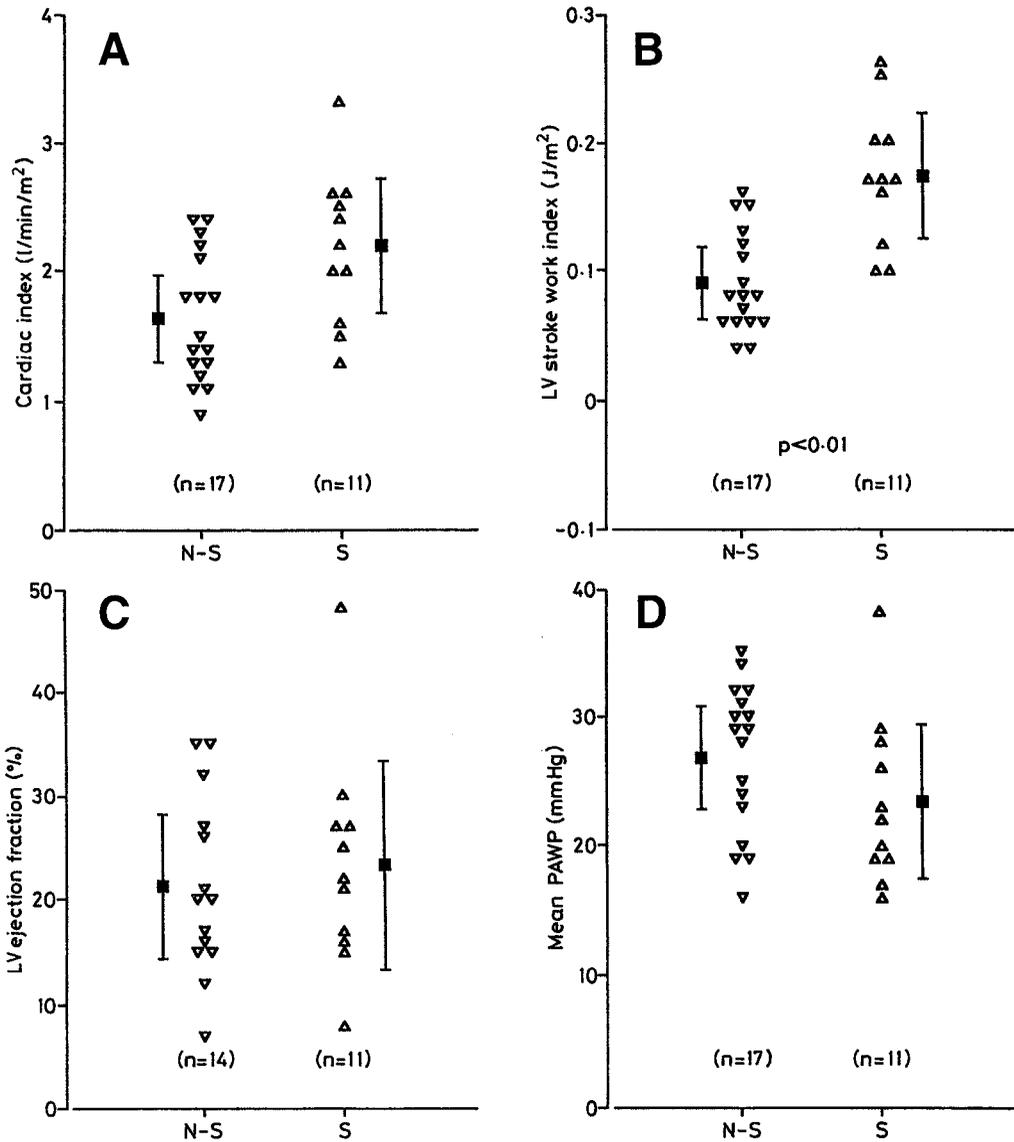 A
4
3
2
1
0
Cardiac index (l/min/m²)
(n=17)
(n=11)
N-S
S
B
0·3
0·2
0·1
0
-0·1
LV stroke work index (J/m²)
p<0·01
(n=17)
(n=11)
N-S
S
C
50
40
30
20
10
0
LV ejection fraction (%)
(n=14)
(n=11)
N-S
S
D
40
30
20
10
0
Mean PAWP (mmHg)
(n=17)
(n=11)
N-S
S